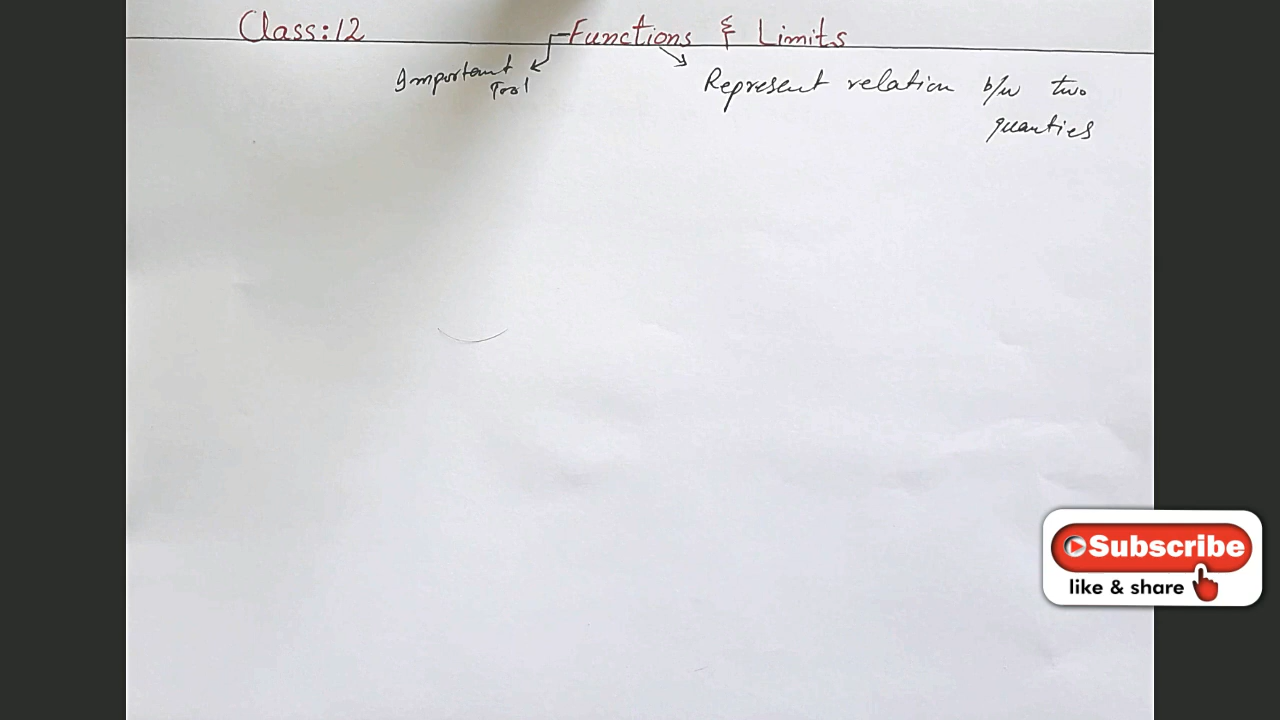 Class:12
Functions & Limits
Important
Tool
Represent relation b/w two
quanties
Subscribe
like & share